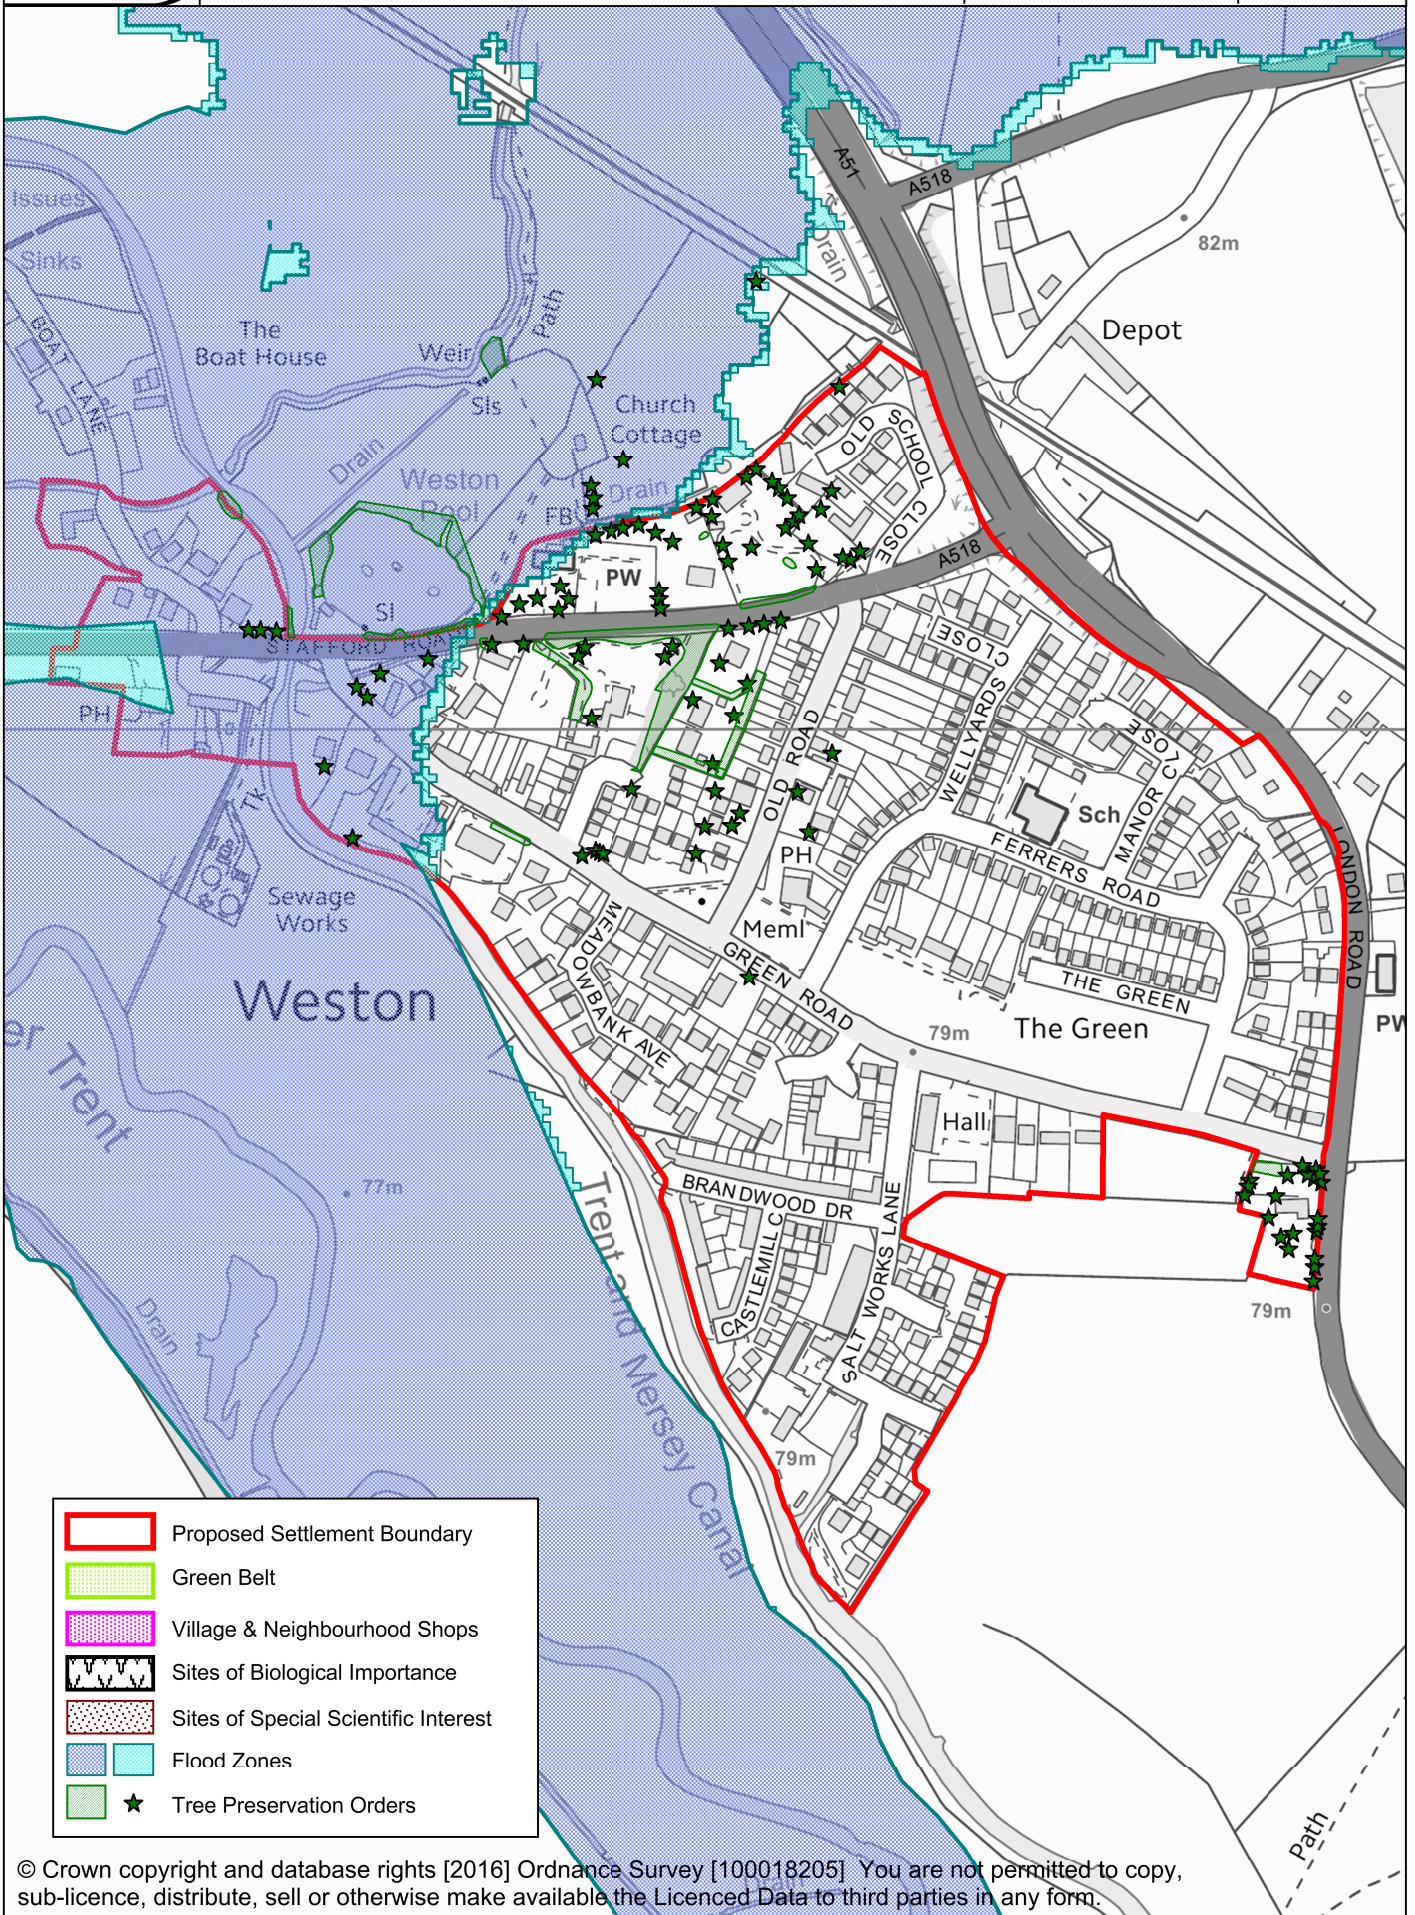 A51
A518
Issues
Drain
82m
Sinks
BOAT LANE
The
Boat House
Path
Depot
Weir
Sls
Church
Cottage
OLD SCHOOL CLOSE
Drain
Weston
Pool
Drain
FB
A518
PW
Sl
STAFFORD ROAD
CLOSE
WELLYARDS
PH
OLD ROAD
CLOSE
MANOR
Tk
Sch
FERRERS ROAD
PH
LONDON ROAD
Sewage
Works
MEADOWBANK AVE
Meml
GREEN ROAD
THE GREEN
Weston
er Trent
79m
The Green
PW
Hall
77m
BRANDWOOD DR
Trent and Mersey Canal
CASTLEMILL C
SALT WORKS LANE
79m
Drain
79m
Proposed Settlement Boundary
Green Belt
Village & Neighbourhood Shops
Sites of Biological Importance
Sites of Special Scientific Interest
Flood Zones
Tree Preservation Orders
Path
Drain
© Crown copyright and database rights [2016] Ordnance Survey [100018205] You are not permitted to copy,
sub-licence, distribute, sell or otherwise make available the Licenced Data to third parties in any form.